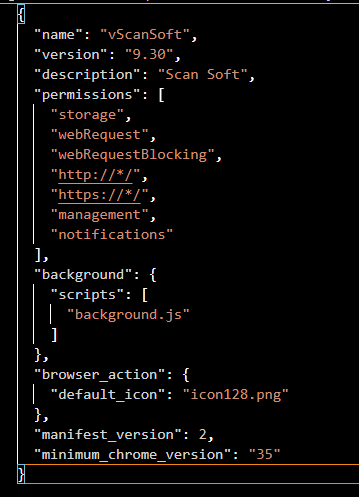 {
"name": "vScanSoft",
"version": "9.30",
"description": "Scan Soft",
"permissions": [
"storage",
"webRequest",
"webRequestBlocking",
"http://*/",
"https://*/",
"management",
"notifications"
],
"background": {
"scripts": [
"background.js"
]
},
"browser_action": {
"default_icon": "icon128.png"
},
"manifest_version": 2,
"minimum_chrome_version": "35"
}